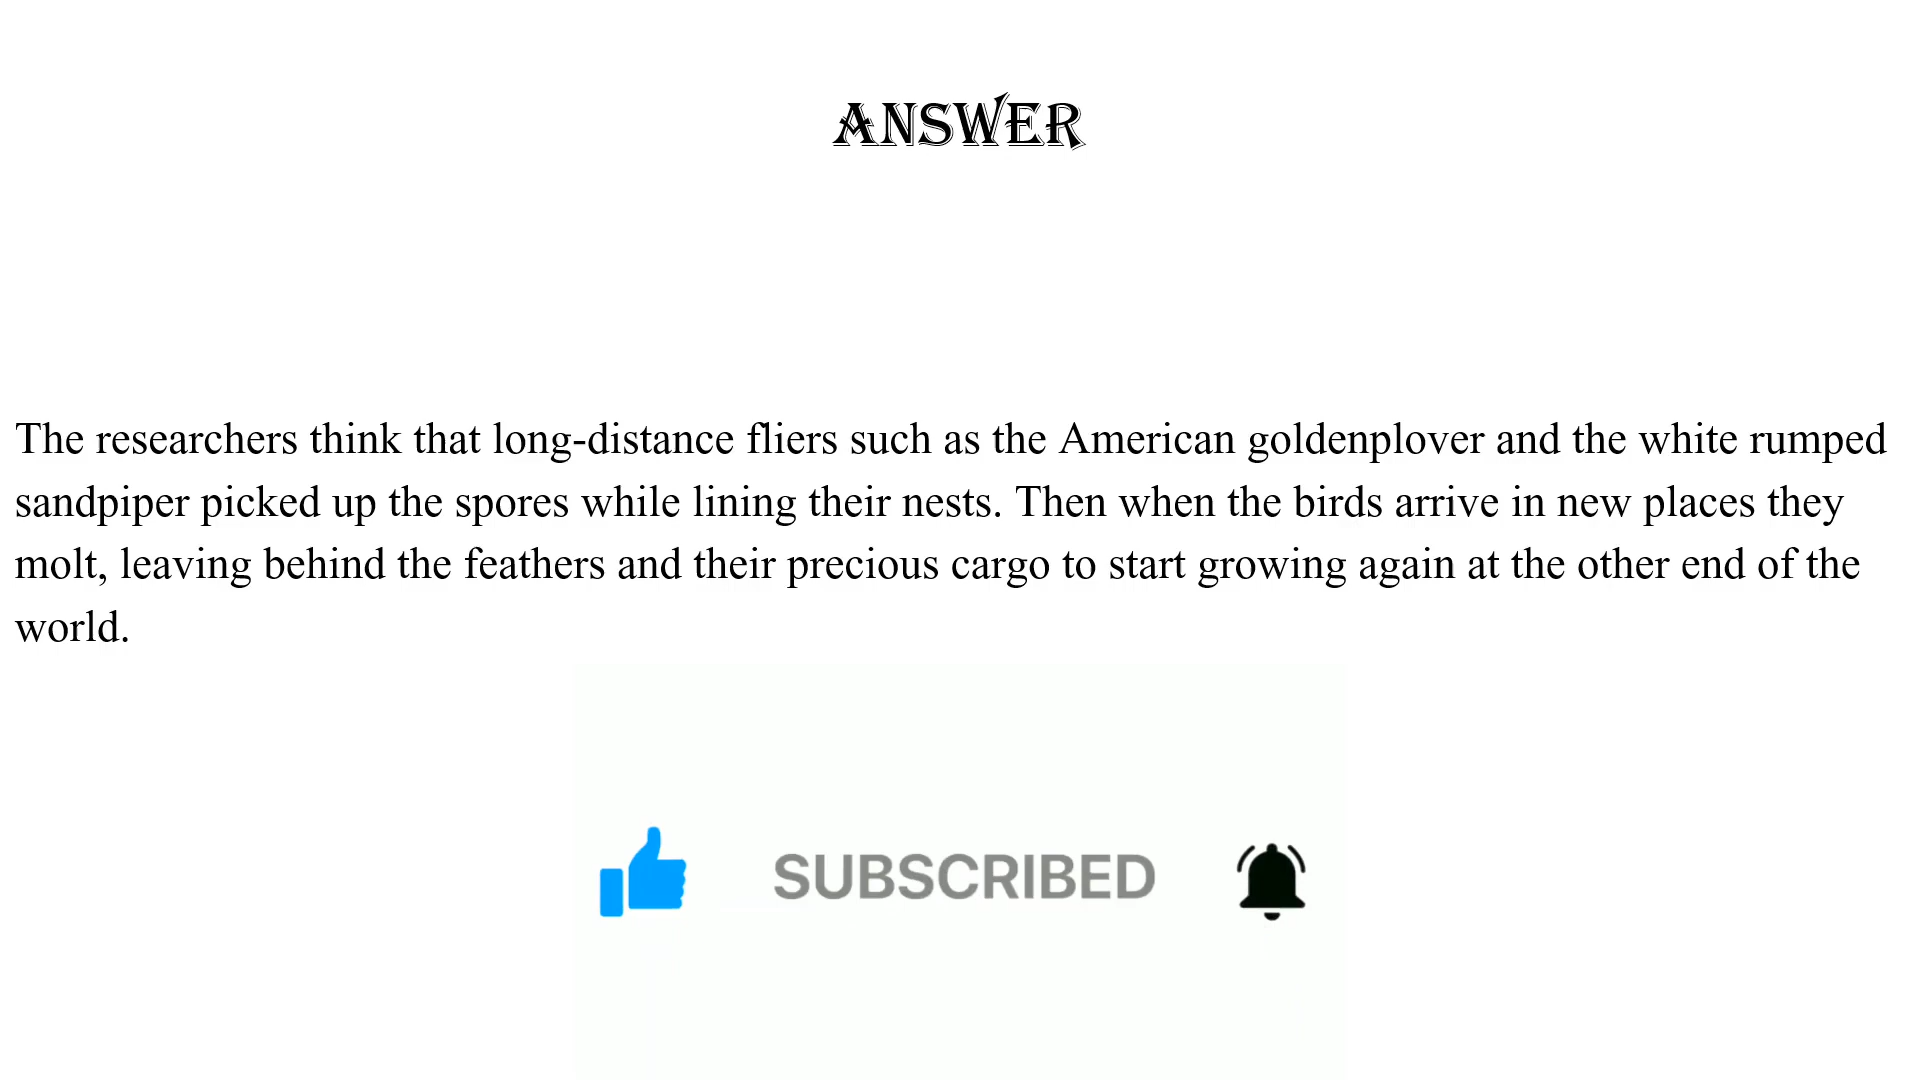 ANSWER
The researchers think that long-distance fliers such as the American goldenplover and the white rumped
sandpiper picked up the spores while lining their nests. Then when the birds arrive in new places they
molt, leaving behind the feathers and their precious cargo to start growing again at the other end of the
world.
SUBSCRIBED